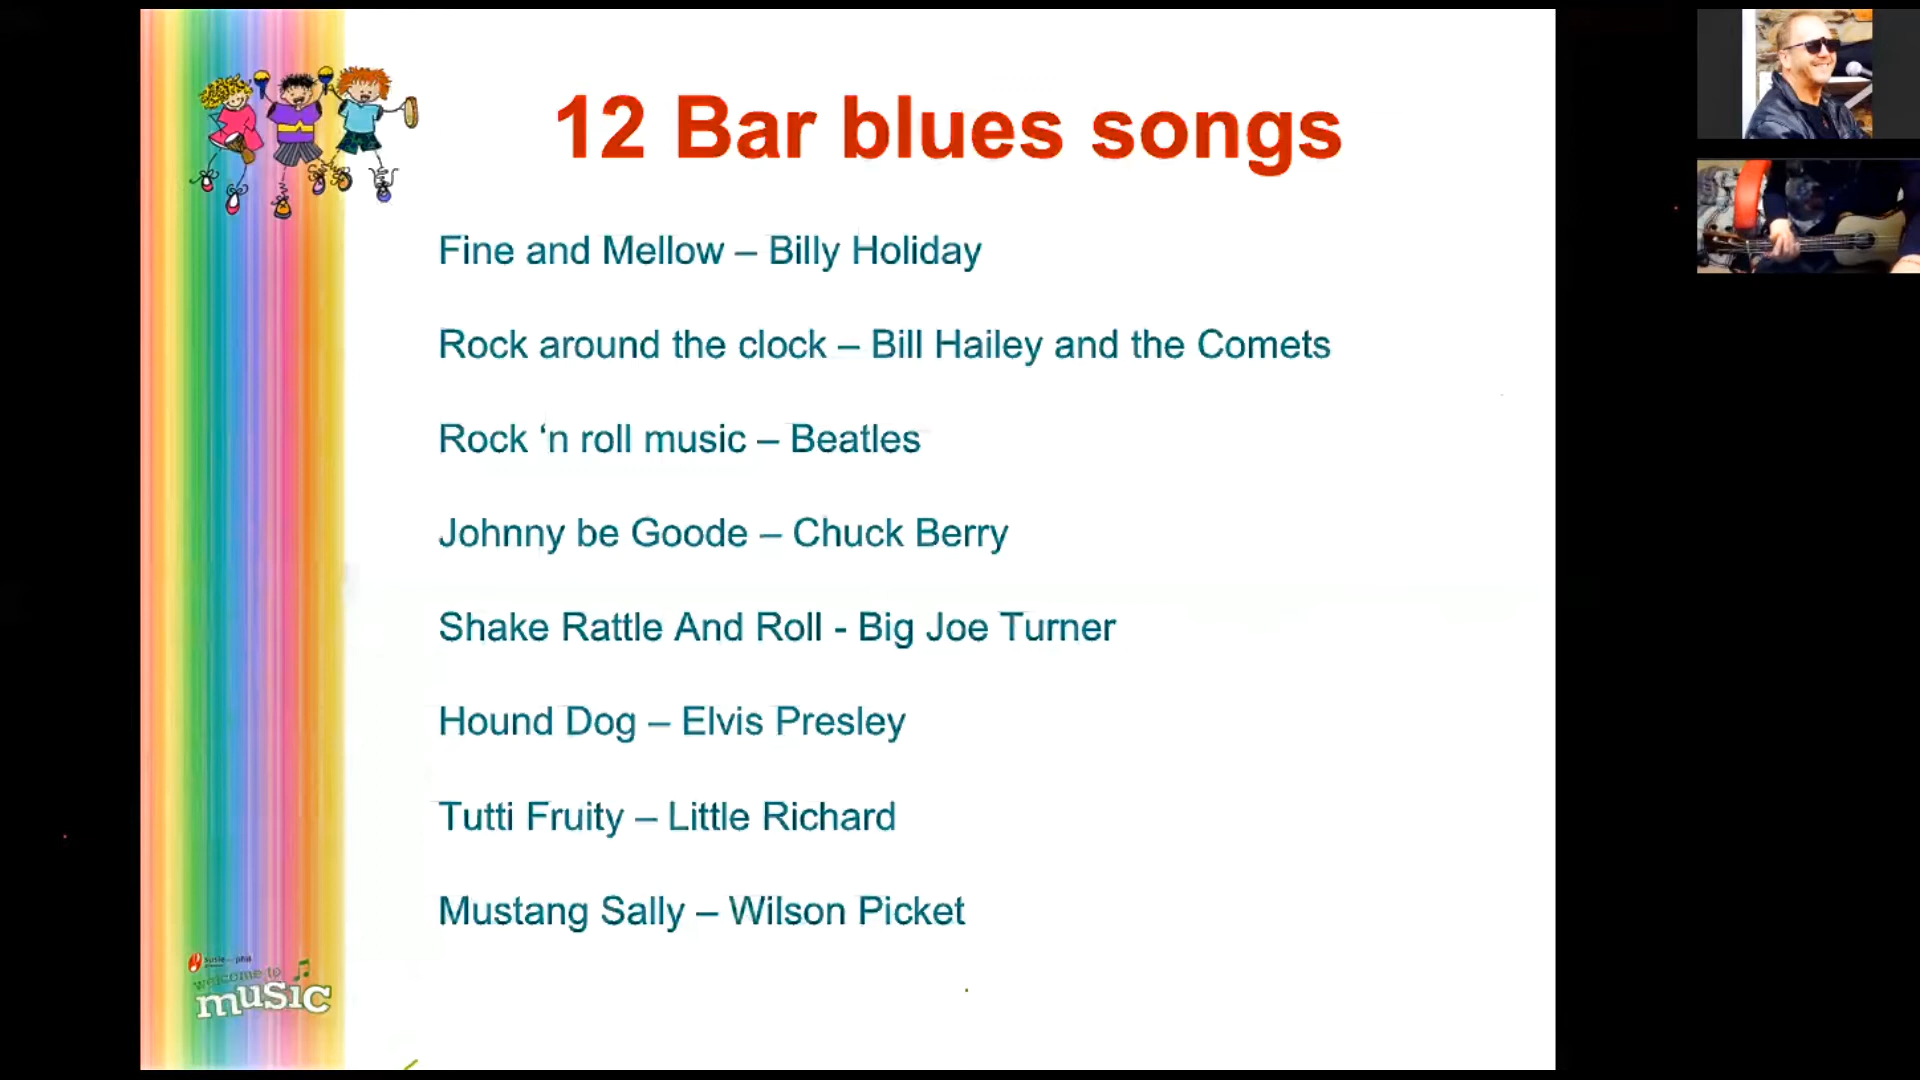 12 Bar blues songs
Fine and Mellow – Billy Holiday
Rock around the clock – Bill Hailey and the Comets
Rock ‘n roll music – Beatles
Johnny be Goode – Chuck Berry
Shake Rattle And Roll - Big Joe Turner
Hound Dog – Elvis Presley
Tutti Fruity – Little Richard
Mustang Sally – Wilson Picket
welcome to
music